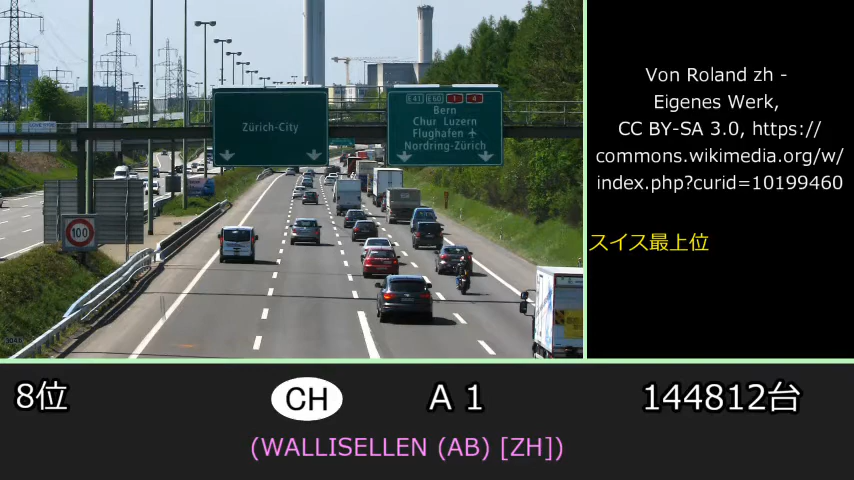 Zürich-City
E41 E60 1 4
Bern
Chur Luzern
Flughafen
Nordring-Zürich
100
Von Roland zh -
Eigenes Werk,
CC BY-SA 3.0, https://
commons.wikimedia.org/w/
index.php?curid=10199460
スイス最上位
8位
CH
A 1
144812台
(WALLISELLEN (AB) [ZH])